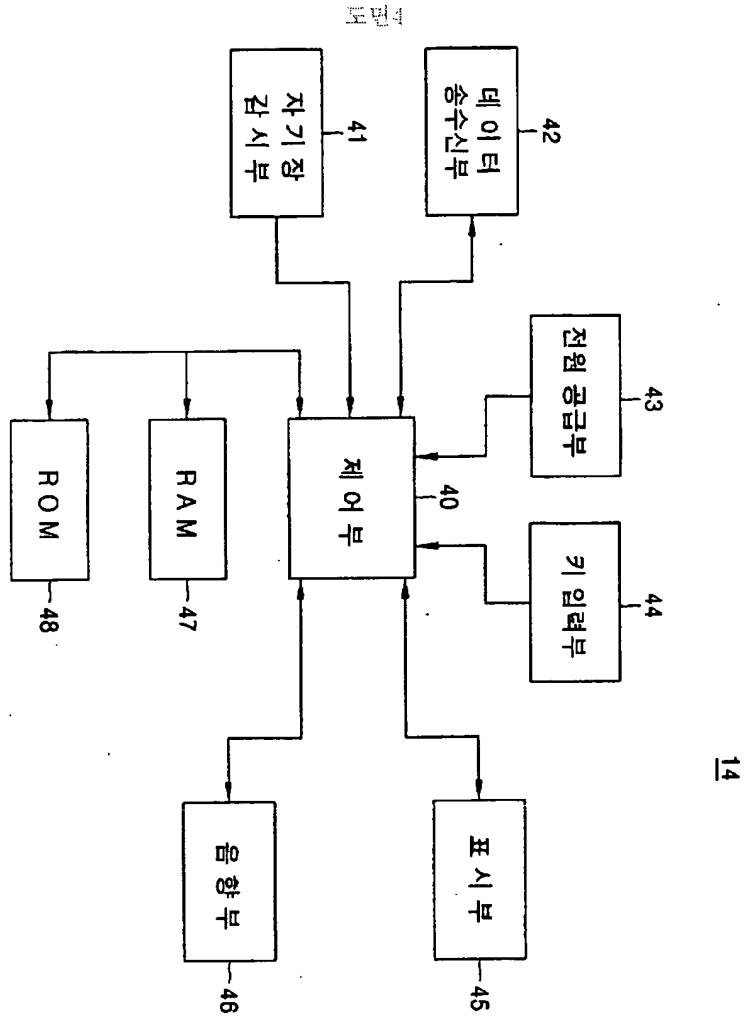 도면4
14
전원 공급부
43
키 입력부
44
데이터
송수신부
42
자기장
감시부
41
제어부
40
표시부
45
음향부
46
RAM
47
ROM
48